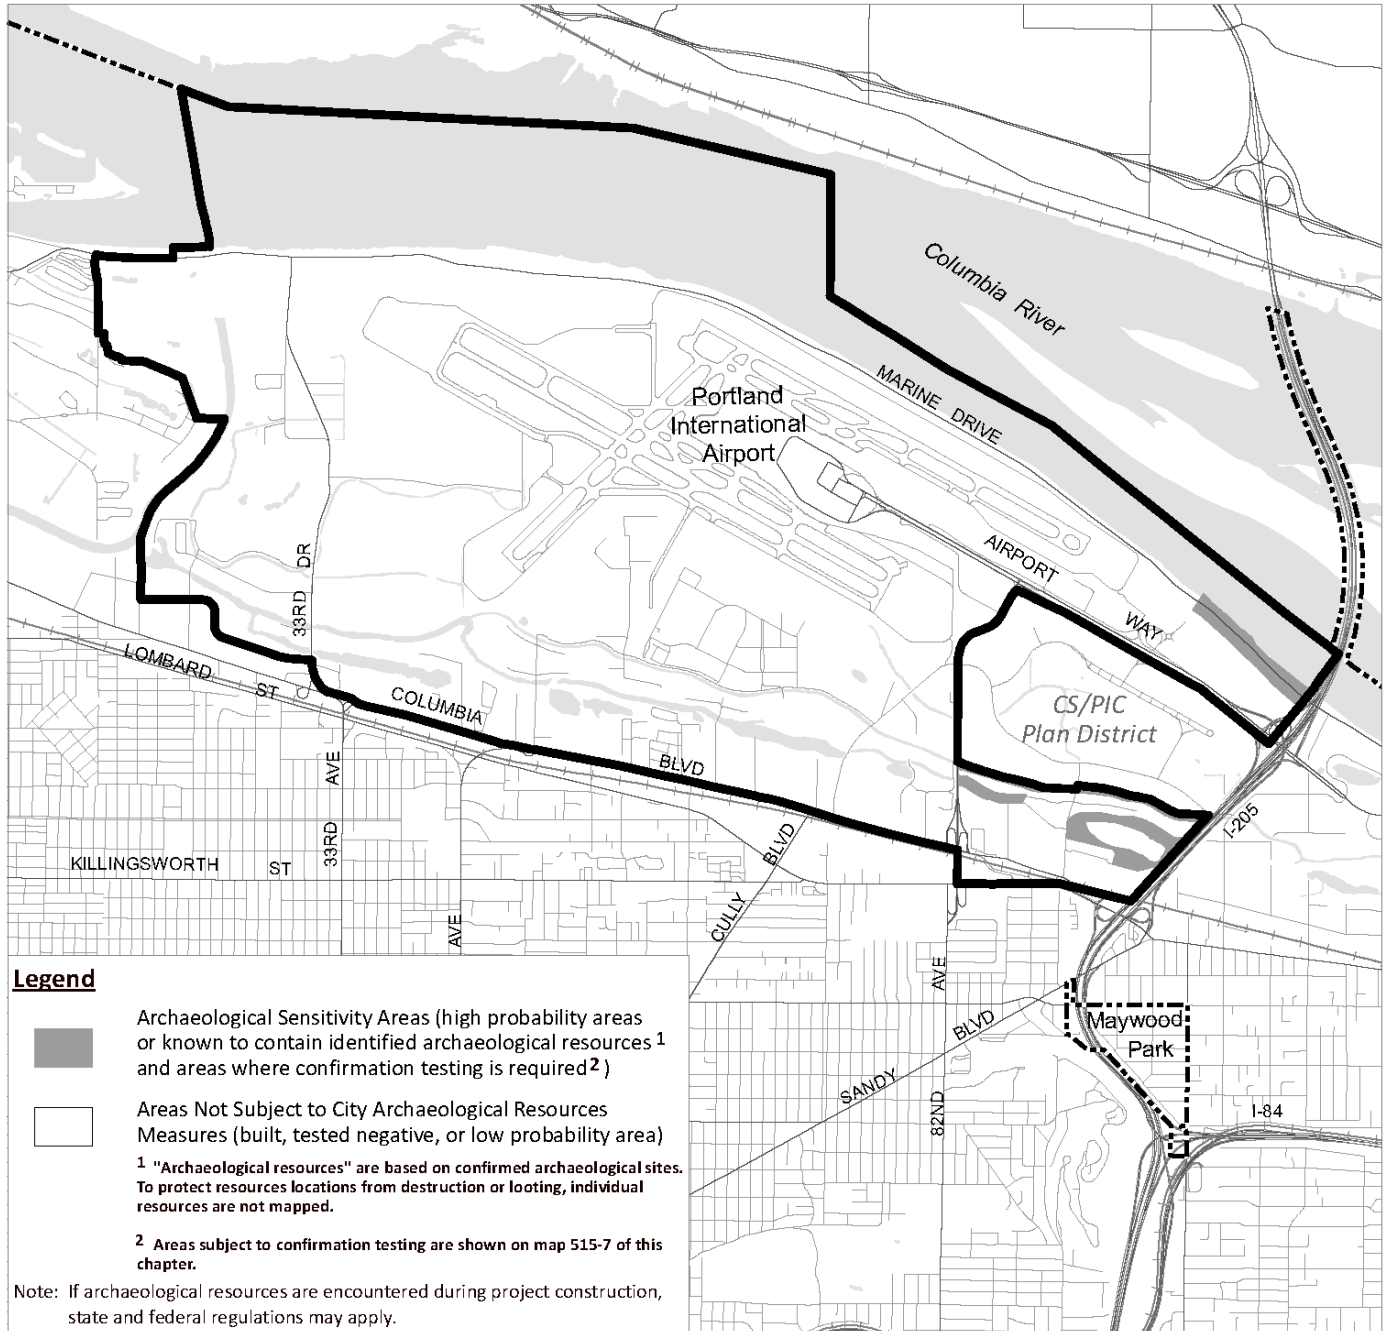 Columbia River
MARINE DRIVE
Portland
International
Airport
AIRPORT
WAY
33RD DR
LOMBARD
ST
COLUMBIA
BLVD
CS/PIC
Plan District
I-205
33RD AVE
KILLINGSWORTH ST
AVE
CULLY BLVD
82ND AVE
SANDY BLVD
Maywood
Park
I-84
Legend
Archaeological Sensitivity Areas (high probability areas
or known to contain identified archaeological resources 1
and areas where confirmation testing is required 2 )
Areas Not Subject to City Archaeological Resources
Measures (built, tested negative, or low probability area)
1 "Archaeological resources" are based on confirmed archaeological sites.
To protect resources locations from destruction or looting, individual
resources are not mapped.
2 Areas subject to confirmation testing are shown on map 515-7 of this
chapter.
Note: If archaeological resources are encountered during project construction,
state and federal regulations may apply.